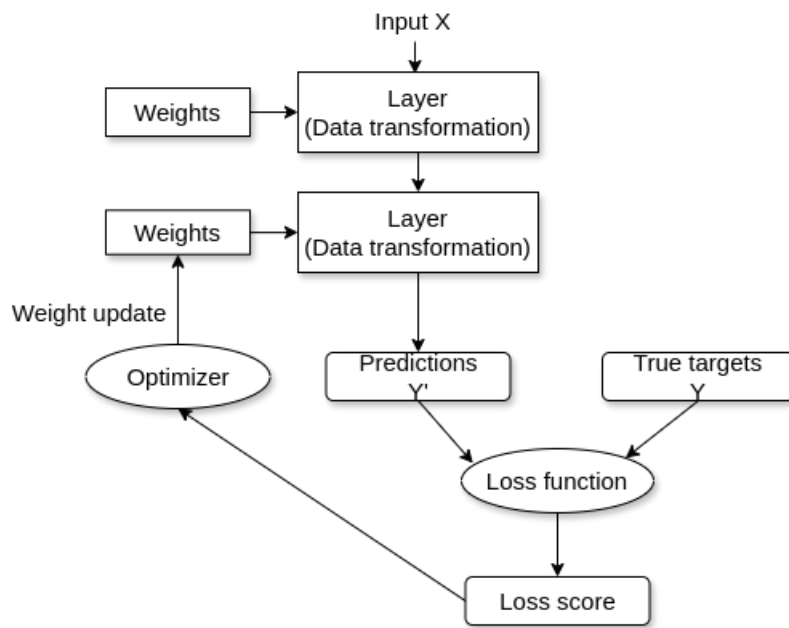 Input X
Weights
Layer
(Data transformation)
Weights
Layer
(Data transformation)
Weight update
Optimizer
Predictions
Y'
True targets
Y
Loss function
Loss score